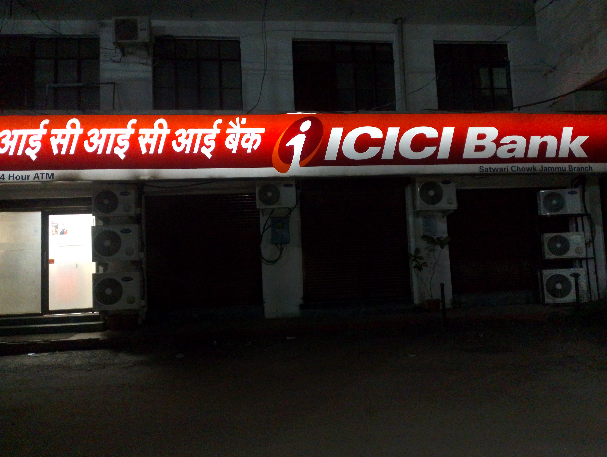 आई सी आई सी आई बैंक ICICI Bank
4 Hour ATM
Satwari Chowk Jammu Branch